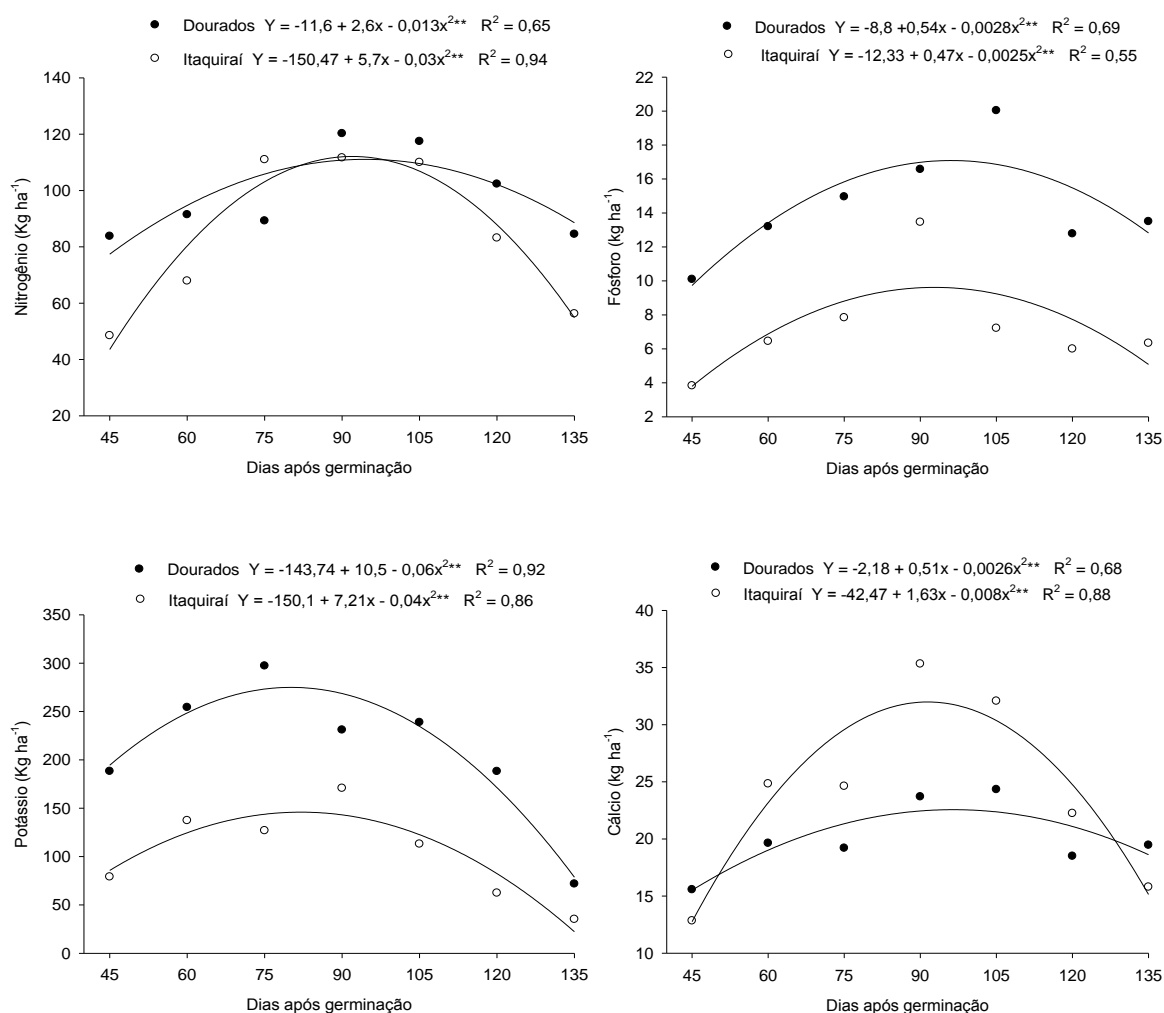 Dourados Y = -11,6 + 2,6x - 0,013x²** R² = 0,65
Itaquiraí Y = -150,47 + 5,7x - 0,03x²** R² = 0,94
Nitrogênio (Kg ha⁻¹)
140
120
100
80
60
40
20
45 60 75 90 105 120 135
Dias após germinação
Dourados Y = -8,8 +0,54x - 0,0028x²** R² = 0,69
Itaquiraí Y = -12,33 + 0,47x - 0,0025x²** R² = 0,55
Fósforo (kg ha⁻¹)
22
20
18
16
14
12
10
8
6
4
2
45 60 75 90 105 120 135
Dias após germinação
Dourados Y = -143,74 + 10,5 - 0,06x²** R² = 0,92
Itaquiraí Y = -150,1 + 7,21x - 0,04x²** R² = 0,86
Potássio (Kg ha⁻¹)
350
300
250
200
150
100
50
0
45 60 75 90 105 120 135
Dias após germinação
Dourados Y = -2,18 + 0,51x - 0,0026x²** R² = 0,68
Itaquiraí Y = -42,47 + 1,63x - 0,008x²** R² = 0,88
Cálcio (kg ha⁻¹)
40
35
30
25
20
15
10
45 60 75 90 105 120 135
Dias após germinação